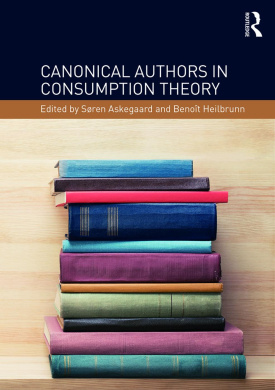 ROUTLEDGE
CANONICAL AUTHORS IN
CONSUMPTION THEORY
Edited by Søren Askegaard and Benoît Heilbrunn